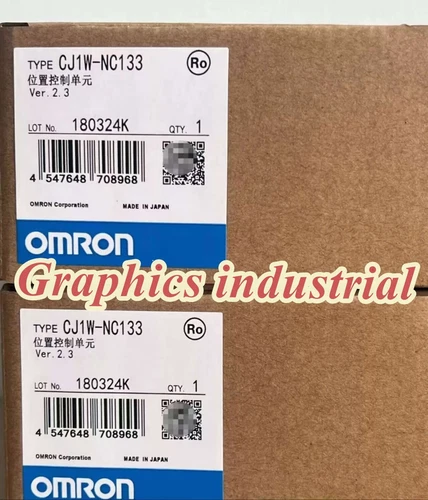 TYPE CJ1W-NC133 Ro
位置控制单元
Ver.2.3
LOT No. 180324K QTY. 1
4 547648 708968
OMRON Corporation MADE IN JAPAN
OMRON
Graphics industrial
TYPE CJ1W-NC133 Ro
位置控制单元
Ver.2.3
LOT No. 180324K QTY. 1
4 547648 708968
OMRON Corporation MADE IN JAPAN
OMRON